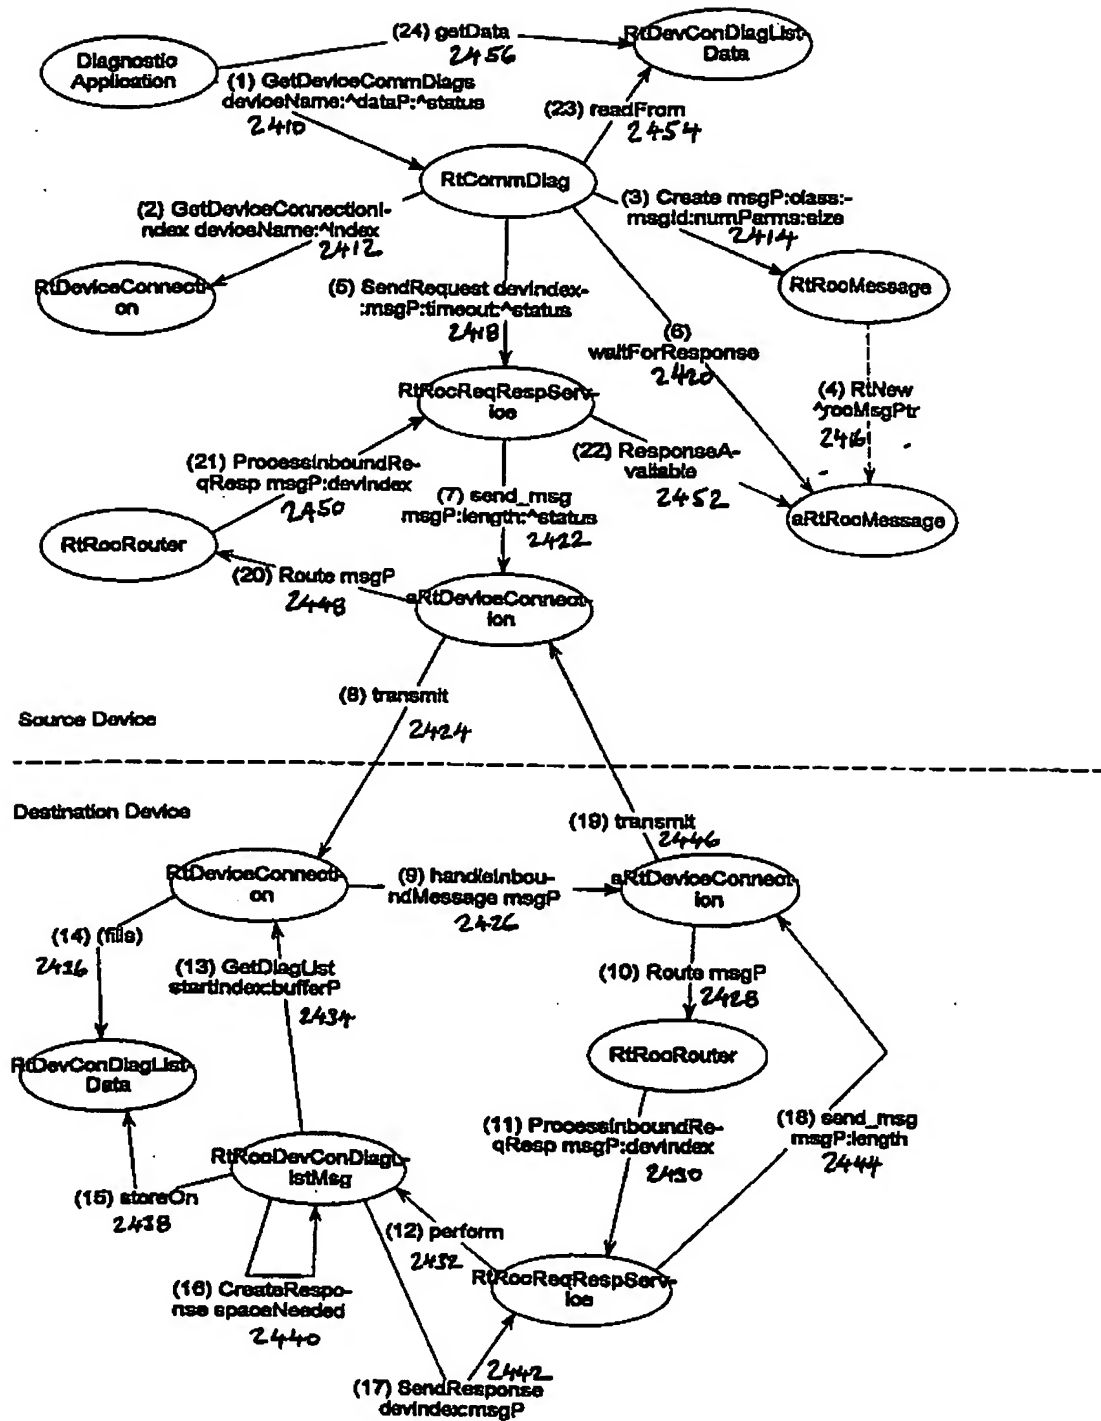 (24) getData
2456
RtDevConDiagList-
Data
Diagnostic
Application
(1) GetDeviceCommDiags
deviceName:^dataP:^status
2410
(23) readFrom
2454
RtCommDiag
(2) GetDeviceConnectionI-
ndex deviceName:^index
2412
(3) Create msgP:class:-
msgId:numParms:size
2414
RtDeviceConnecti-
on
(5) SendRequest devIndex-
:msgP:timeout:^status
2418
RtRocMessage
(6)
waitForResponse
2420
(4) RtNew
^rocMsgPtr
2416
RtRocReqRespServ-
ice
(21) ProcessInboundRe-
qResp msgP:devIndex
2450
(22) ResponseA-
vailable
2452
(7) send_msg
msgP:length:^status
2422
aRtRocMessage
RtRocRouter
(20) Route msgP
2448
aRtDeviceConnect-
ion
(8) transmit
2424
Source Device
Destination Device
(19) transmit
2446
RtDeviceConnecti-
on
(9) handleInbou-
ndMessage msgP
2426
aRtDeviceConnect-
ion
(14) (fills)
2436
(13) GetDiagList
startIndex:bufferP
2434
(10) Route msgP
2428
RtDevConDiagList-
Data
RtRocRouter
(11) ProcessInboundRe-
qResp msgP:devIndex
2430
(18) send_msg
msgP:length
2444
RtRocDevConDiagL-
istMsg
(15) storeOn
2438
(12) perform
2432
RtRocReqRespServ-
ice
(16) CreateRespo-
nse spaceNeeded
2440
2442
(17) SendResponse
devIndex:msgP